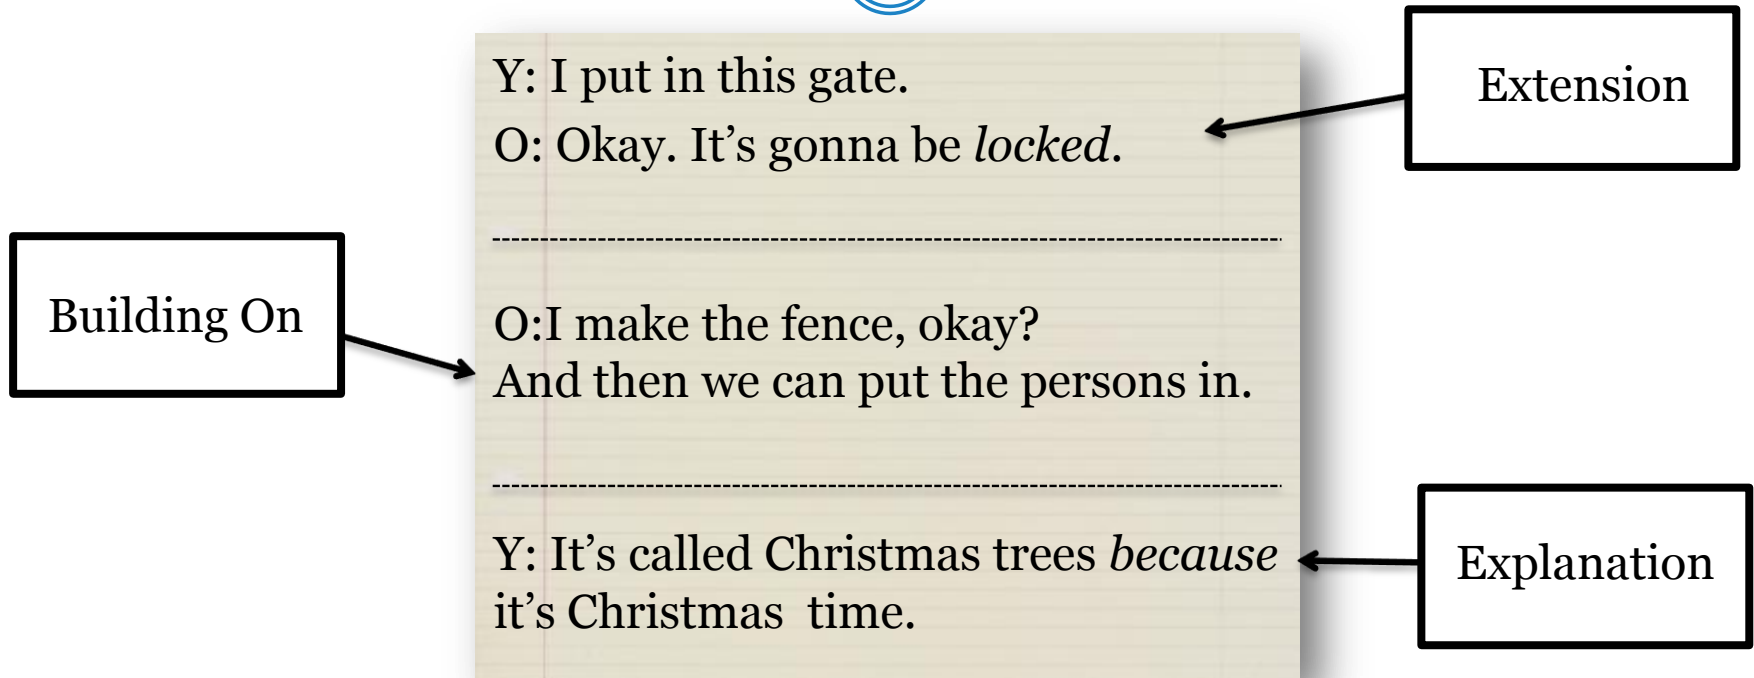 Extension
Y: I put in this gate.
O: Okay. It’s gonna be locked.
Building On
O:I make the fence, okay?
And then we can put the persons in.
Explanation
Y: It’s called Christmas trees because
it’s Christmas  time.